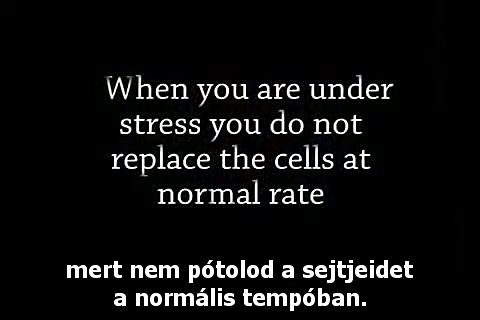 When you are under
stress you do not
replace the cells at
normal rate
mert nem pótolod a sejtjeidet
a normális tempóban.